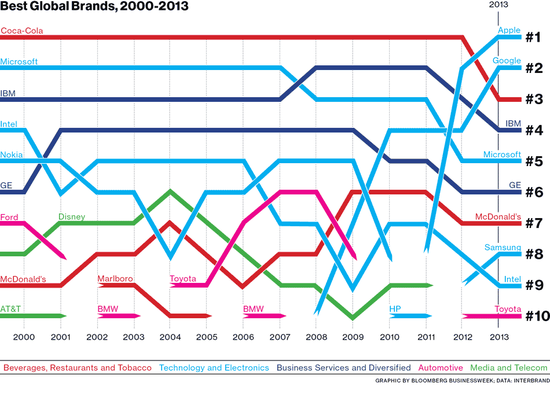 Best Global Brands, 2000-2013
2013
Coca-Cola
Apple
#1
Microsoft
Google
#2
IBM
#3
Intel
IBM
#4
Nokia
Microsoft
#5
GE
GE
#6
Ford
Disney
McDonald's
#7
Samsung
#8
McDonald's
Marlboro
Toyota
Intel
#9
AT&T
BMW
BMW
HP
Toyota
#10
2000 2001 2002 2003 2004 2005 2006 2007 2008 2009 2010 2011 2012 2013
Beverages, Restaurants and Tobacco Technology and Electronics Business Services and Diversified Automotive Media and Telecom
GRAPHIC BY BLOOMBERG BUSINESSWEEK; DATA: INTERBRAND